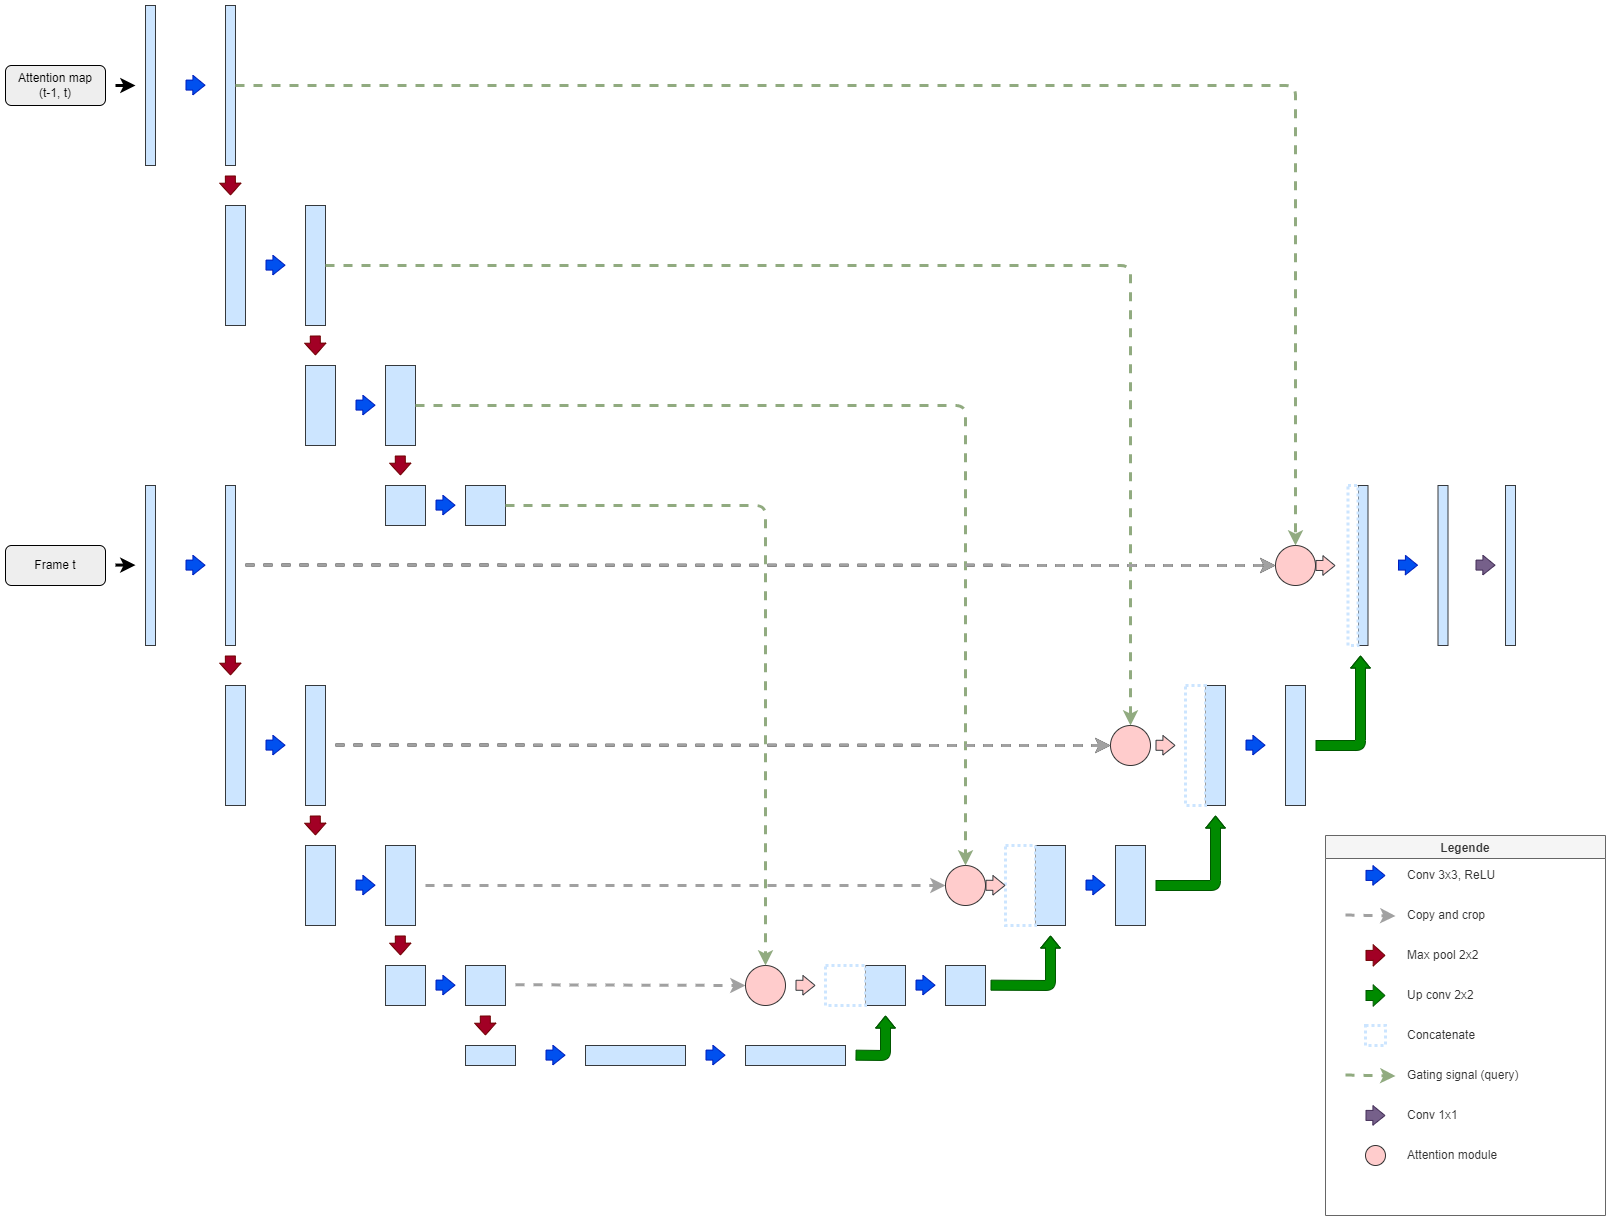 Attention map
(t-1, t)
Frame t
Legende
Conv 3x3, ReLU
Copy and crop
Max pool 2x2
Up conv 2x2
Concatenate
Gating signal (query)
Conv 1x1
Attention module